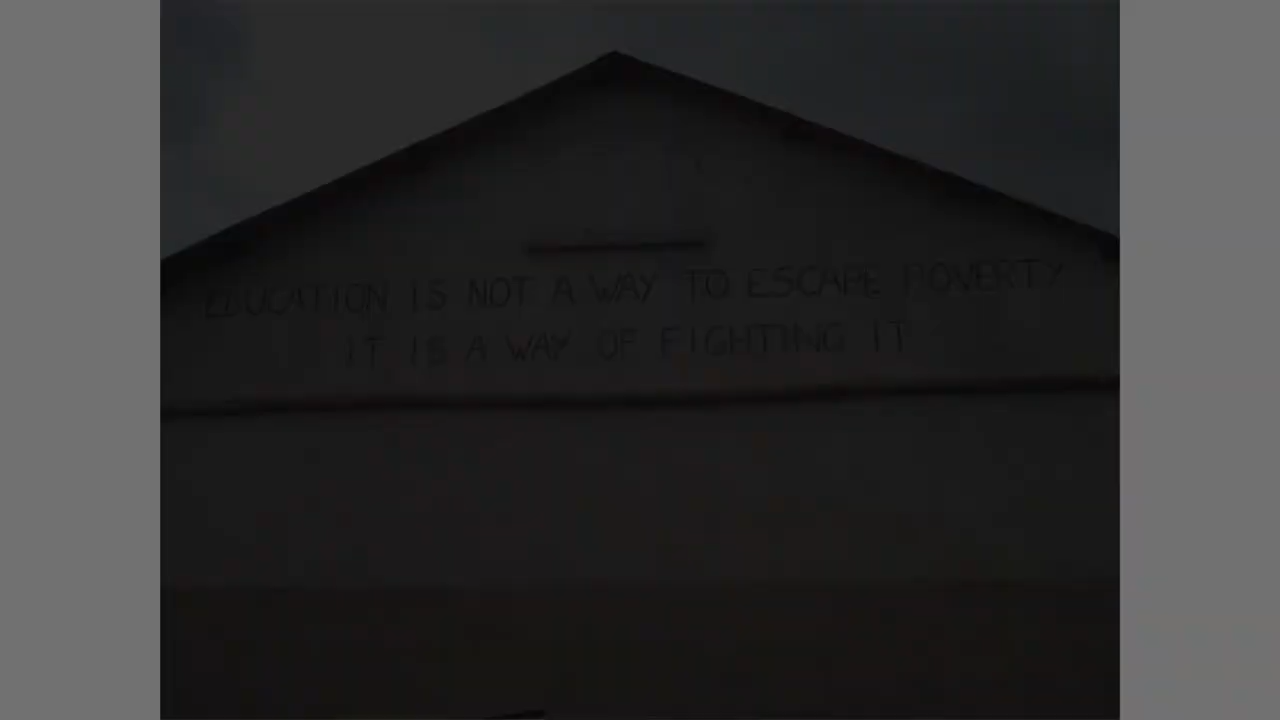 EDUCATION IS NOT A WAY TO ESCAPE POVERTY
IT IS A WAY OF FIGHTING IT